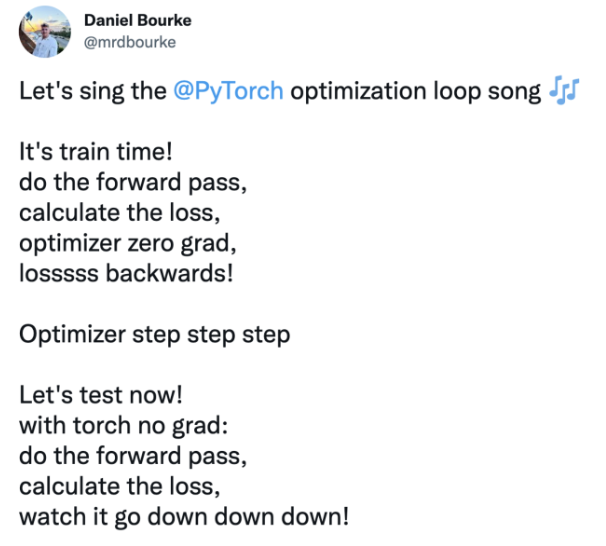 Daniel Bourke
@mrdbourke
Let's sing the @PyTorch optimization loop song 🎶
It's train time!
do the forward pass,
calculate the loss,
optimizer zero grad,
losssss backwards!
Optimizer step step step
Let's test now!
with torch no grad:
do the forward pass,
calculate the loss,
watch it go down down down!